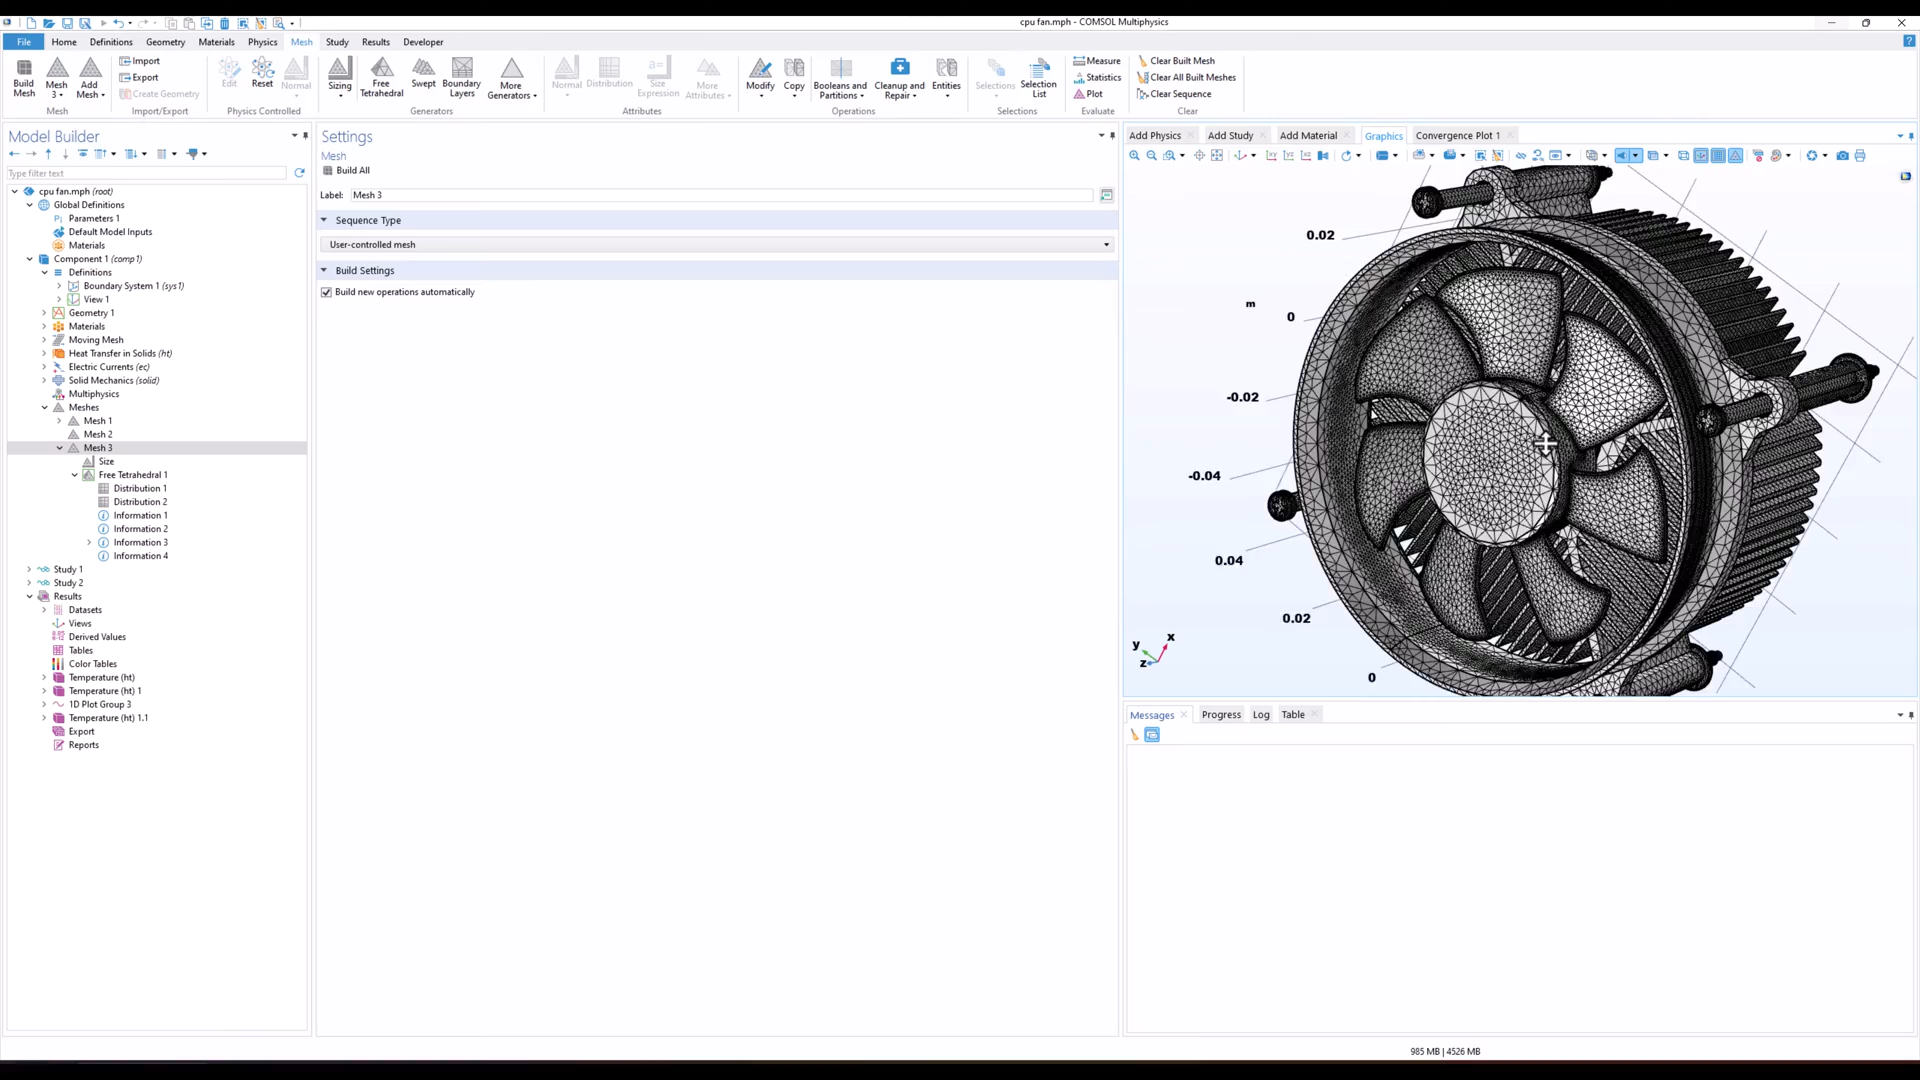 cpu fan.mph - COMSOL Multiphysics
File Home Definitions Geometry Materials Physics Mesh Study Results Developer
Build Mesh
Mesh 3
Add Mesh
Import
Export
Create Geometry
Edit
Reset
Normal
Sizing
Free Tetrahedral
Swept
Boundary Layers
More Generators
Normal
Distribution
Size Expression
More Attributes
Modify
Copy
Booleans and Partitions
Cleanup and Repair
Entities
Selections
Selection List
Measure
Statistics
Plot
Clear Built Mesh
Clear All Built Meshes
Clear Sequence
Mesh Import/Export Physics Controlled Generators Attributes Operations Selections Evaluate Clear
Model Builder
Type filter text
cpu fan.mph (root)
Global Definitions
Parameters 1
Default Model Inputs
Materials
Component 1 (comp1)
Definitions
Boundary System 1 (sys1)
View 1
Geometry 1
Materials
Moving Mesh
Heat Transfer in Solids (ht)
Electric Currents (ec)
Solid Mechanics (solid)
Multiphysics
Meshes
Mesh 1
Mesh 2
Mesh 3
Size
Free Tetrahedral 1
Distribution 1
Distribution 2
Information 1
Information 2
Information 3
Information 4
Study 1
Study 2
Results
Datasets
Views
Derived Values
Tables
Color Tables
Temperature (ht)
Temperature (ht) 1
1D Plot Group 3
Temperature (ht) 1.1
Export
Reports
Settings
Mesh
Build All
Label: Mesh 3
Sequence Type
User-controlled mesh
Build Settings
Build new operations automatically
Add Physics Add Study Add Material Graphics Convergence Plot 1
0.02
m
0
-0.02
-0.04
0.04
0.02
0
y x
z
Messages Progress Log Table
985 MB | 4526 MB